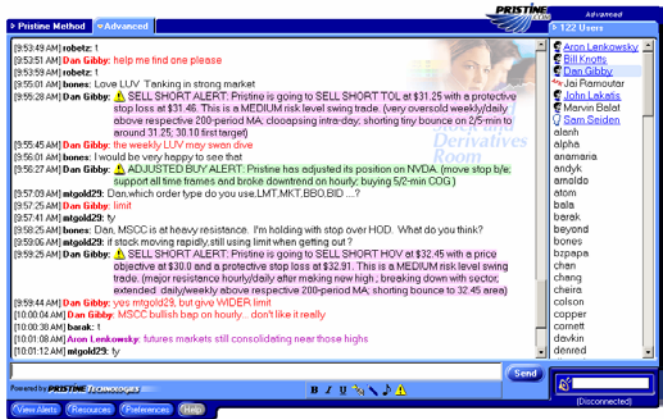 PRISTINE
.COM
Advanced
Pristine Method
Advanced
122 Users
[9:53:49 AM] robetz: t
[9:53:51 AM] Dan Gibby: help me find one please
[9:53:59 AM] robetz: t
[9:55:01 AM] bones: Love LUV Tanking in strong market
[9:55:28 AM] Dan Gibby: SELL SHORT ALERT: Pristine is going to SELL SHORT TOL at $31.25 with a protective
stop loss at $31.46. This is a MEDIUM risk level swing trade. (very oversold weekly/daily
above respective 200-period MA; clooapsing intra-day; shorting tiny bounce on 2/5-min to
around 31.25; 30.10 first target)
[9:55:45 AM] Dan Gibby: the weekly LUV may swan dive
[9:56:01 AM] bones: I would be very happy to see that
[9:56:27 AM] Dan Gibby: ADJUSTED BUY ALERT: Pristine has adjusted its position on NVDA. (move stop b/e;
support all time frames and broke downtrend on hourly; buying 5/2-min COG )
[9:57:09 AM] mtgold29: Dan,which order type do you use,LMT,MKT,BBO,BID ....?
[9:57:25 AM] Dan Gibby: limit
[9:57:41 AM] mtgold29: ty
[9:58:25 AM] bones: Dan, MSCC is at heavy resistance. I'm holding with stop over HOD. What do you think?
[9:59:06 AM] mtgold29: if stock moving rapidly,still using limit when getting out ?
[9:59:25 AM] Dan Gibby: SELL SHORT ALERT: Pristine is going to SELL SHORT HOV at $32.45 with a price
objective at $30.0 and a protective stop loss at $32.91. This is a MEDIUM risk level swing
trade. (major resistance hourly/daily after making new high ; breaking down with sector,
extended daily/weekly above respective 200-period MA; shorting bounce to 32.45 area)
[9:59:44 AM] Dan Gibby: yes mtgold29, but give WIDER limit
[10:00:04 AM] Dan Gibby: MSCC bullish bap on hourly... don't like it really
[10:00:38 AM] barak: t
[10:01:08 AM] Aron Lenkowsky: futures markets still consolidating near those highs
[10:01:12 AM] mtgold29: ty
Stock and
Derivatives
Room
Aron Lenkowsky
Bill Knotts
Dan Gibby
Jai Ramoutar
John Lakatis
Marvin Balat
Sam Seiden
alanh
alpha
anamaria
andyk
arnoldo
atom
bala
barak
beyond
bones
bzpapa
chan
chang
cheira
colson
copper
cornett
davkin
denred
Send
Powered by PRISTINE TECHNOLOGIES
B I U
[Disconnected]
View Alerts
Resources
Preferences
Help